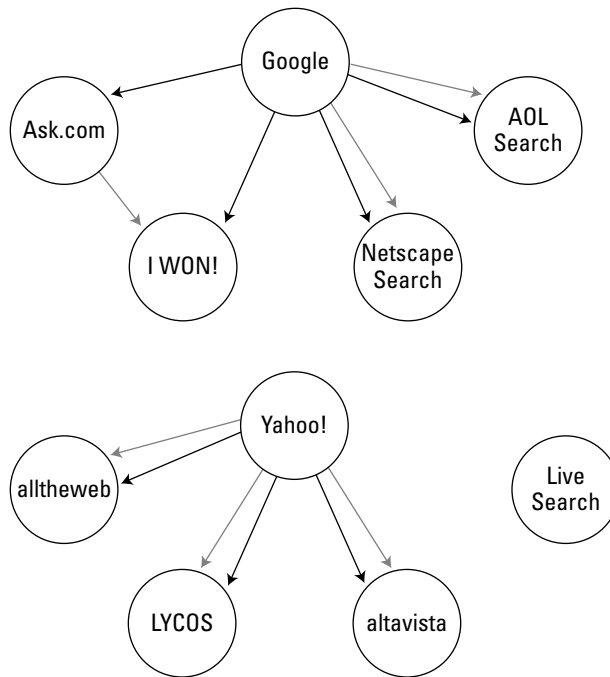 Google
Ask.com
AOL
Search
I WON!
Netscape
Search
Yahoo!
alltheweb
Live
Search
LYCOS
altavista